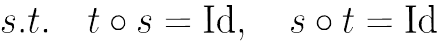 s.t. t ∘ s = Id, s ∘ t = Id